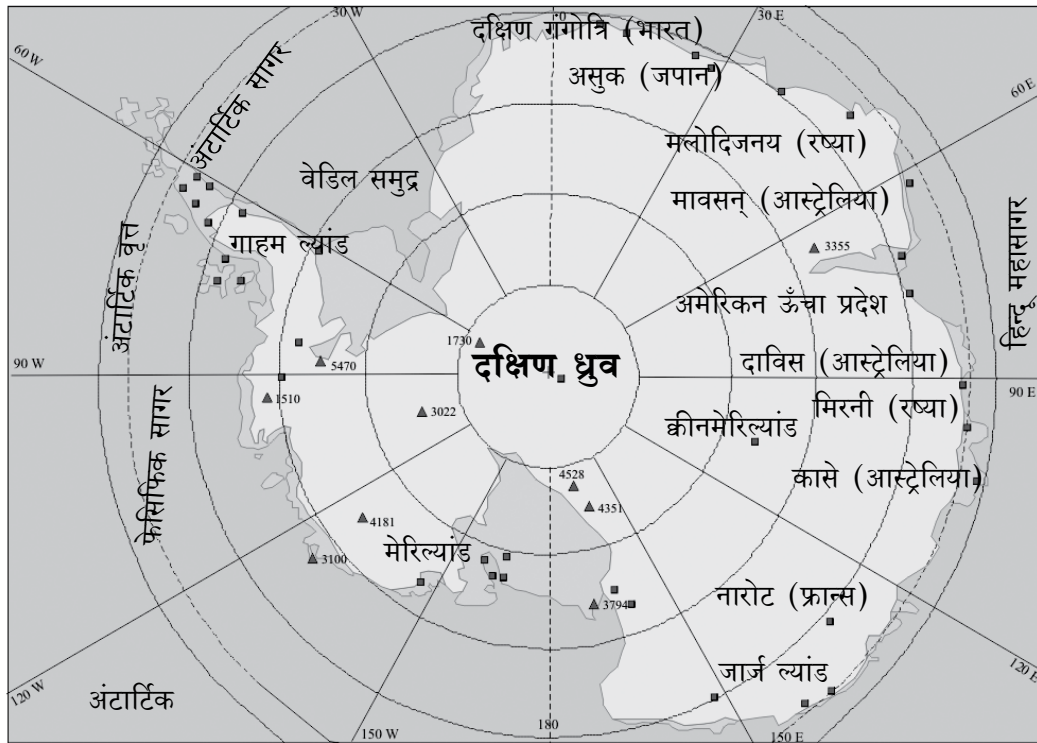 30 W
0
30 E
दक्षिण गंगोत्रि (भारत)
60 W
अंटार्टिक सागर
असुक (जपान)
60 E
मलोदिजनय (रष्या)
वेडिल समुद्र
मावसन् (आस्ट्रेलिया)
गाहम ल्यांड
3355
अंटार्टिक वृत्त
हिन्दू महासागर
अमेरिकन ऊँचा प्रदेश
1730
दक्षिण ध्रुव
5470
दाविस (आस्ट्रेलिया)
90 W
90 E
1510
3022
मिरनी (रष्या)
क्वीनमेरिल्यांड
फेसिफिक सागर
4528
कासे (आस्ट्रेलिया)
4351
4181
मेरिल्यांड
3100
3794
नारोट (फ्रान्स)
जार्ज ल्यांड
120 W
120 E
अंटार्टिक
180
150 W
150 E